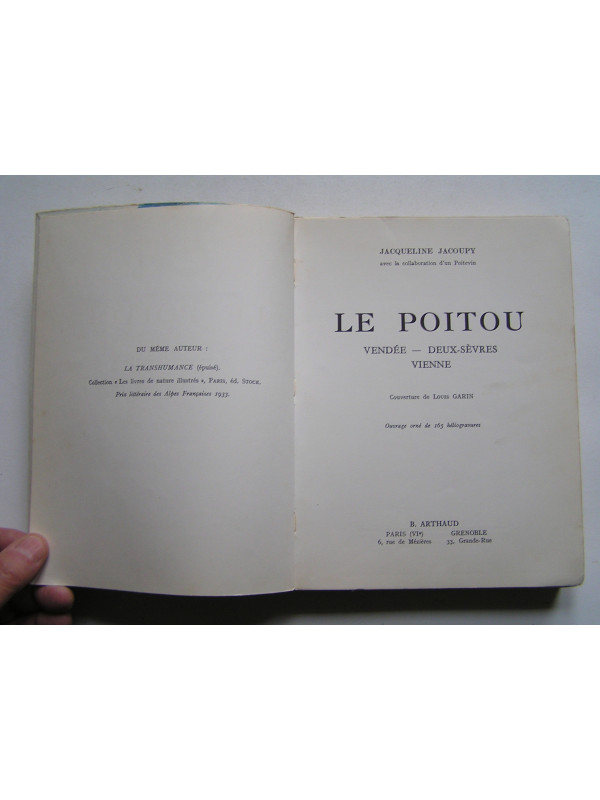 DU MÊME AUTEUR :
LA TRANSHUMANCE (épuisé).
Collection « Les livres de nature illustrés », PARIS, éd. STOCK.
Prix littéraire des Alpes Françaises 1933.
JACQUELINE JACOUPY
avec la collaboration d'un Poitevin
LE POITOU
VENDÉE — DEUX-SÈVRES
VIENNE
Couverture de Louis GARIN
Ouvrage orné de 163 héliogravures
B. ARTHAUD
PARIS (VIe) GRENOBLE
6, rue de Mézières 23, Grande-Rue